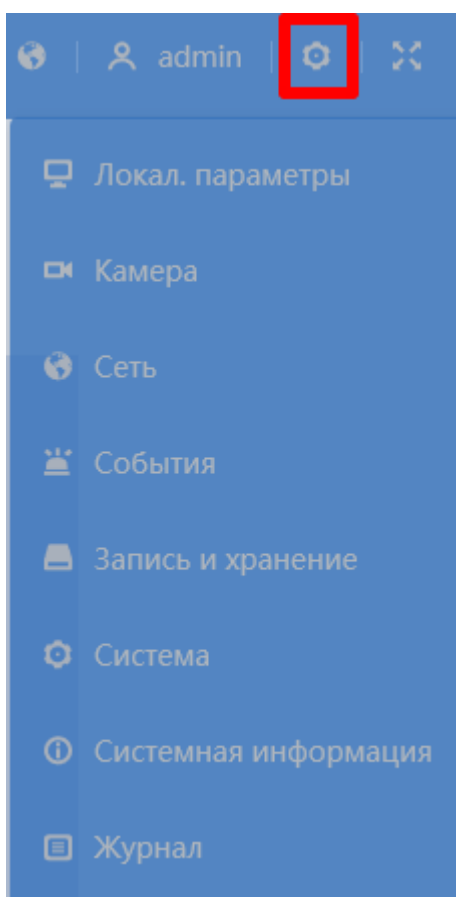 admin
Локал. параметры
Камера
Сеть
События
Запись и хранение
Система
Системная информация
Журнал